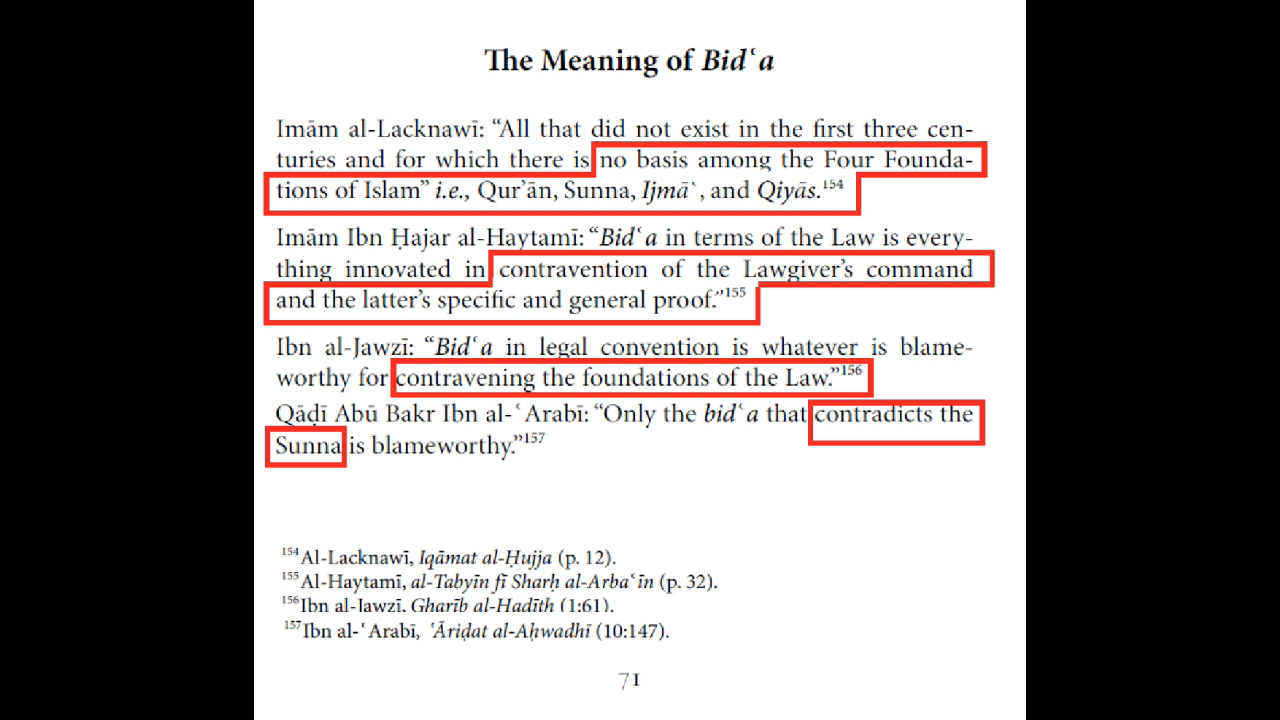 The Meaning of Bidʿa
Imām al-Lacknawī: “All that did not exist in the first three cen-
turies and for which there is no basis among the Four Founda-
tions of Islam” i.e., Qur’ān, Sunna, Ijmāʿ, and Qiyās.154
Imām Ibn Ḥajar al-Haytamī: “Bidʿa in terms of the Law is every-
thing innovated in contravention of the Lawgiver’s command
and the latter’s specific and general proof.”155
Ibn al-Jawzī: “Bidʿa in legal convention is whatever is blame-
worthy for contravening the foundations of the Law.”156
Qāḍī Abū Bakr Ibn al-ʿArabī: “Only the bidʿa that contradicts the
Sunna is blameworthy.”157
154 Al-Lacknawī, Iqāmat al-Ḥujja (p. 12).
155 Al-Haytamī, al-Tabyīn fī Sharḥ al-Arbaʿīn (p. 32).
156 Ibn al-Jawzī, Gharīb al-Hadīth (1:61).
157 Ibn al-ʿArabī, ʿĀriḍat al-Aḥwadhī (10:147).
71